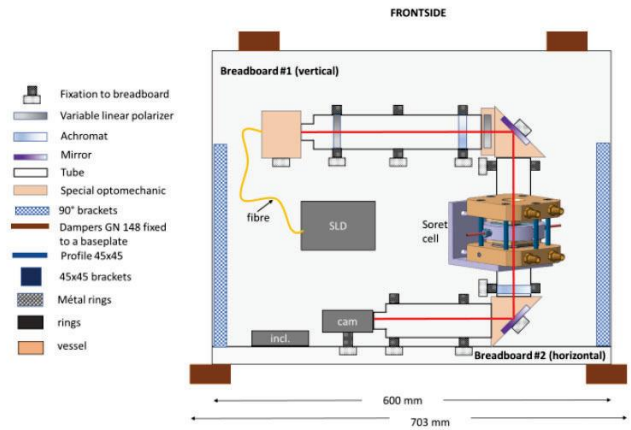 FRONTSIDE
Breadboard #1 (vertical)
Fixation to breadboard
Variable linear polarizer
Achromat
Mirror
Tube
Special optomechanic
90° brackets
Dampers GN 148 fixed
to a baseplate
Profile 45x45
45x45 brackets
Métal rings
rings
vessel
fibre
SLD
Soret
cell
cam
incl.
Breadboard #2 (horizontal)
600 mm
703 mm